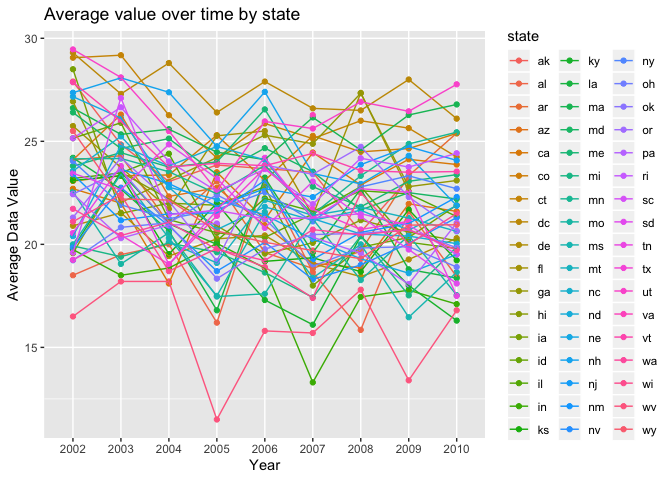 Average value over time by state
Average Data Value
30
25
20
15
2002 2003 2004 2005 2006 2007 2008 2009 2010
Year
state
ak ky ny
al la oh
ar ma ok
az md or
ca me pa
co mi ri
ct mn sc
dc mo sd
de ms tn
fl mt tx
ga nc ut
hi nd va
ia ne vt
id nh wa
il nj wi
in nm wv
ks nv wy